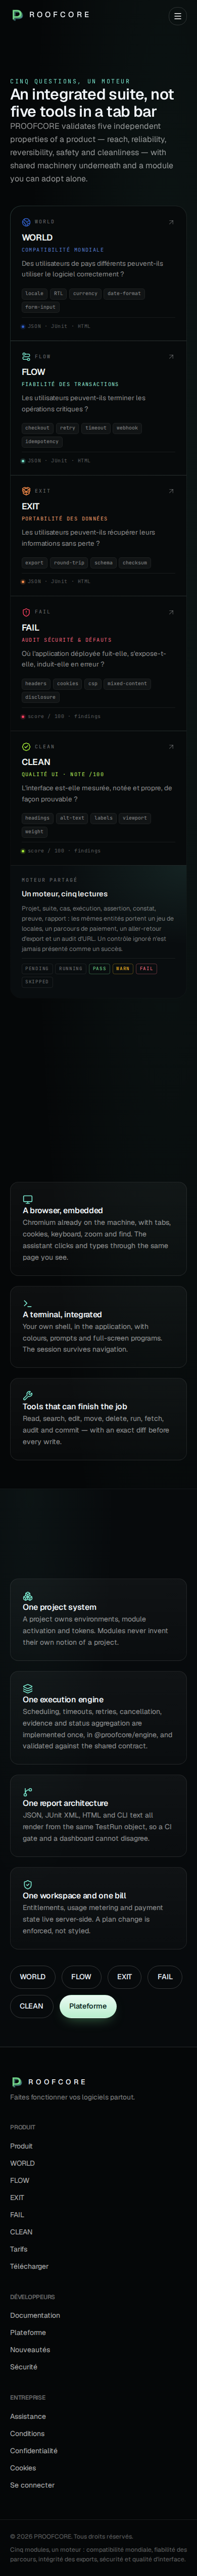 ROOFCORE
CINQ QUESTIONS, UN MOTEUR
An integrated suite, not
five tools in a tab bar
PROOFCORE validates five independent
properties of a product — reach, reliability,
reversibility, safety and cleanliness — with
shared machinery underneath and a module
you can adopt alone.
WORLD
WORLD
COMPATIBILITÉ MONDIALE
Des utilisateurs de pays différents peuvent-ils
utiliser le logiciel correctement ?
locale RTL currency date-format
form-input
JSON · JUnit · HTML
FLOW
FLOW
FIABILITÉ DES TRANSACTIONS
Les utilisateurs peuvent-ils terminer les
opérations critiques ?
checkout retry timeout webhook
idempotency
JSON · JUnit · HTML
EXIT
EXIT
PORTABILITÉ DES DONNÉES
Les utilisateurs peuvent-ils récupérer leurs
informations sans perte ?
export round-trip schema checksum
JSON · JUnit · HTML
FAIL
FAIL
AUDIT SÉCURITÉ & DÉFAUTS
Où l'application déployée fuit-elle, s'expose-t-
elle, induit-elle en erreur ?
headers cookies csp mixed-content
disclosure
score / 100 · findings
CLEAN
CLEAN
QUALITÉ UI · NOTE /100
L'interface est-elle mesurée, notée et propre, de
façon prouvable ?
headings alt-text labels viewport
weight
score / 100 · findings
MOTEUR PARTAGÉ
Un moteur, cinq lectures
Projet, suite, cas, exécution, assertion, constat,
preuve, rapport : les mêmes entités portent un jeu de
locales, un parcours de paiement, un aller-retour
d'export et un audit d'URL. Un contrôle ignoré n'est
jamais présenté comme un succès.
PENDING RUNNING PASS WARN FAIL
SKIPPED
A browser, embedded
Chromium already on the machine, with tabs,
cookies, keyboard, zoom and find. The
assistant clicks and types through the same
page you see.
A terminal, integrated
Your own shell, in the application, with
colours, prompts and full-screen programs.
The session survives navigation.
Tools that can finish the job
Read, search, edit, move, delete, run, fetch,
audit and commit — with an exact diff before
every write.
One project system
A project owns environments, module
activation and tokens. Modules never invent
their own notion of a project.
One execution engine
Scheduling, timeouts, retries, cancellation,
evidence and status aggregation are
implemented once, in @proofcore/engine, and
validated against the shared contract.
One report architecture
JSON, JUnit XML, HTML and CLI text all
render from the same TestRun object, so a CI
gate and a dashboard cannot disagree.
One workspace and one bill
Entitlements, usage metering and payment
state live server-side. A plan change is
enforced, not styled.
WORLD FLOW EXIT FAIL
CLEAN Plateforme
ROOFCORE
Faites fonctionner vos logiciels partout.
PRODUIT
Produit
WORLD
FLOW
EXIT
FAIL
CLEAN
Tarifs
Télécharger
DÉVELOPPEURS
Documentation
Plateforme
Nouveautés
Sécurité
ENTREPRISE
Assistance
Conditions
Confidentialité
Cookies
Se connecter
© 2026 PROOFCORE. Tous droits réservés.
Cinq modules, un moteur : compatibilité mondiale, fiabilité des
parcours, intégrité des exports, sécurité et qualité d'interface.